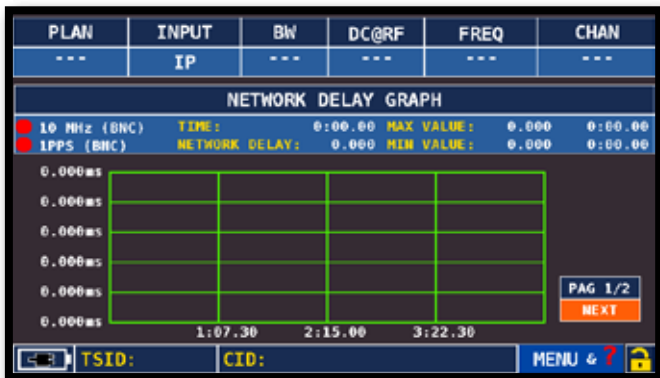 PLAN INPUT BW DC@RF FREQ CHAN
--- IP --- --- --- ---
NETWORK DELAY GRAPH
10 MHz (BNC) TIME: 0:00.00 MAX VALUE: 0.000 0:00.00
1PPS (BNC) NETWORK DELAY: 0.000 MIN VALUE: 0.000 0:00.00
0.000ms
0.000ms
0.000ms
0.000ms
0.000ms
0.000ms
1:07.30 2:15.00 3:22.30
PAG 1/2
NEXT
TSID: CID: MENU & ?